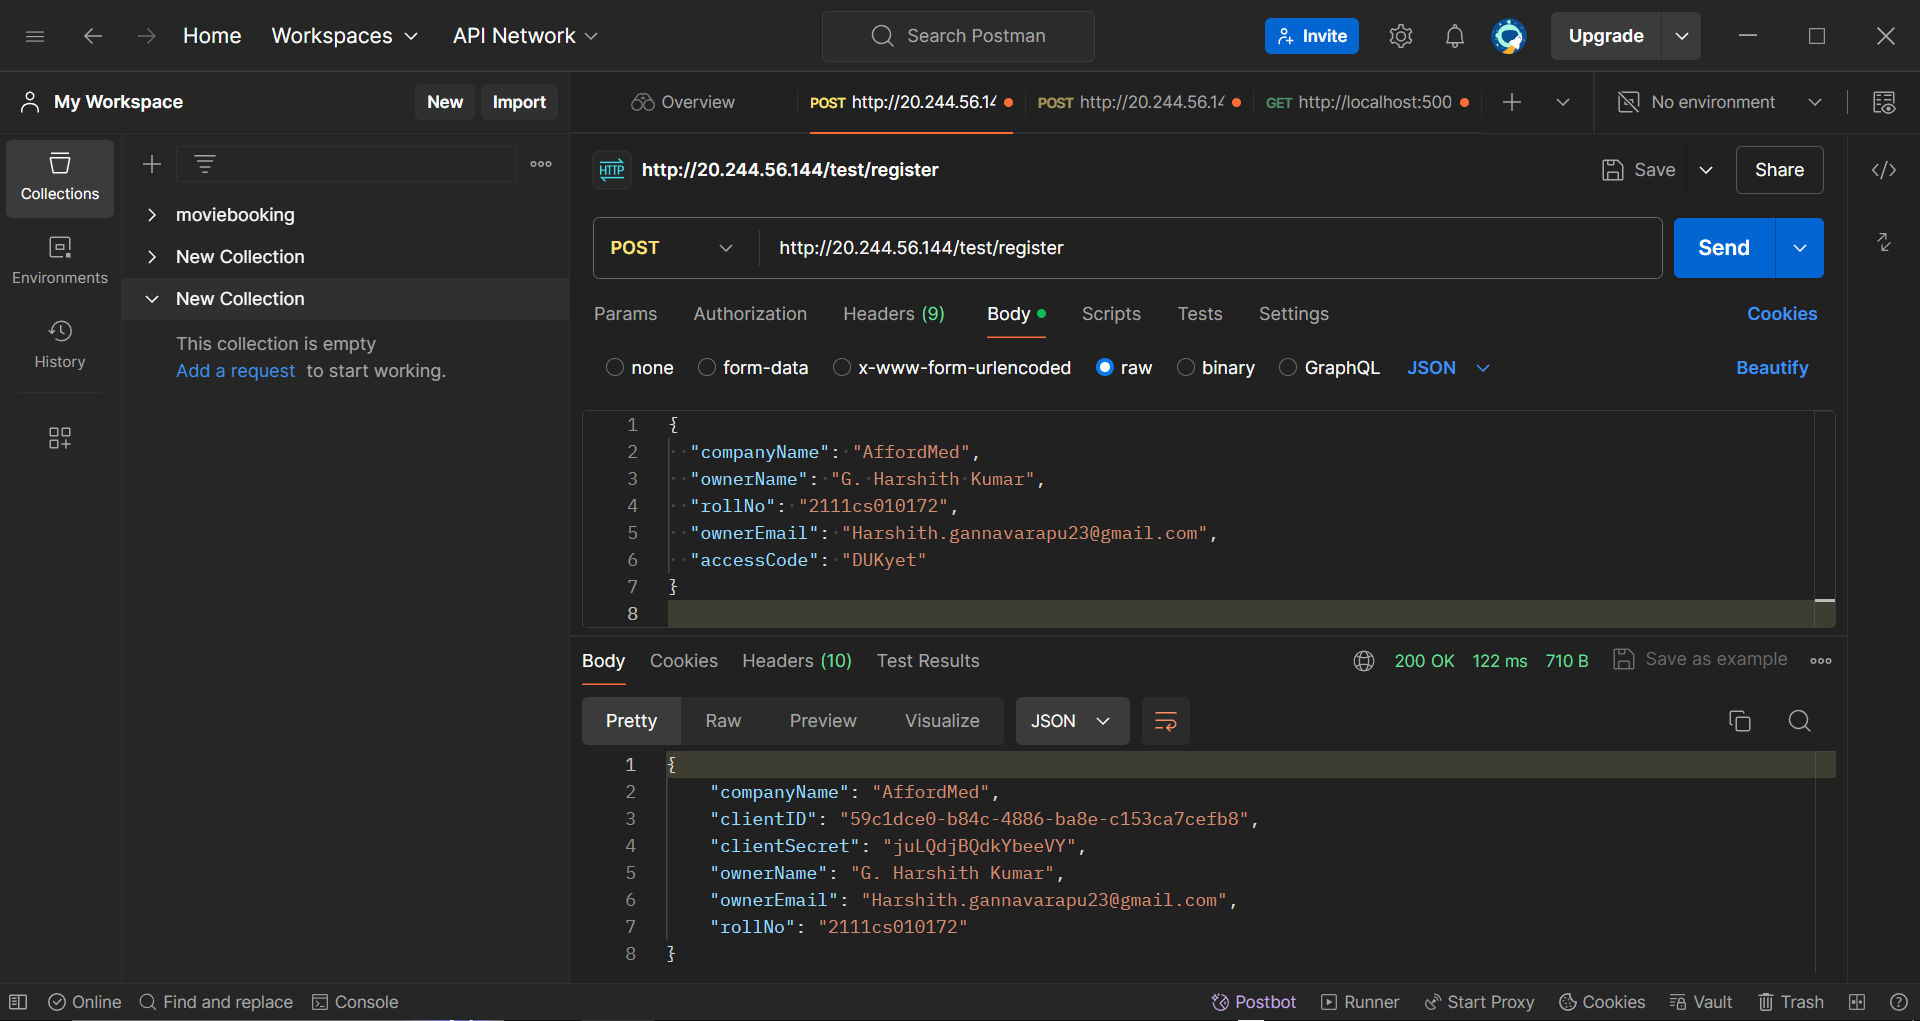 Home Workspaces API Network Search Postman Invite Upgrade
My Workspace New Import Overview POST http://20.244.56.14 POST http://20.244.56.14 GET http://localhost:500 No environment
Collections
Environments
History
moviebooking
New Collection
New Collection
This collection is empty
Add a request to start working.
HTTP http://20.244.56.144/test/register Save Share
POST http://20.244.56.144/test/register Send
Params Authorization Headers (9) Body Scripts Tests Settings Cookies
none form-data x-www-form-urlencoded raw binary GraphQL JSON Beautify
1 {
2 "companyName": "AffordMed",
3 "ownerName": "G. Harshith Kumar",
4 "rollNo": "2111cs010172",
5 "ownerEmail": "Harshith.gannavarapu23@gmail.com",
6 "accessCode": "DUKyet"
7 }
8
Body Cookies Headers (10) Test Results 200 OK 122 ms 710 B Save as example
Pretty Raw Preview Visualize JSON
1 {
2 "companyName": "AffordMed",
3 "clientID": "59c1dce0-b84c-4886-ba8e-c153ca7cefb8",
4 "clientSecret": "juLQdjBQdkYbeeVY",
5 "ownerName": "G. Harshith Kumar",
6 "ownerEmail": "Harshith.gannavarapu23@gmail.com",
7 "rollNo": "2111cs010172"
8 }
Online Find and replace Console Postbot Runner Start Proxy Cookies Vault Trash